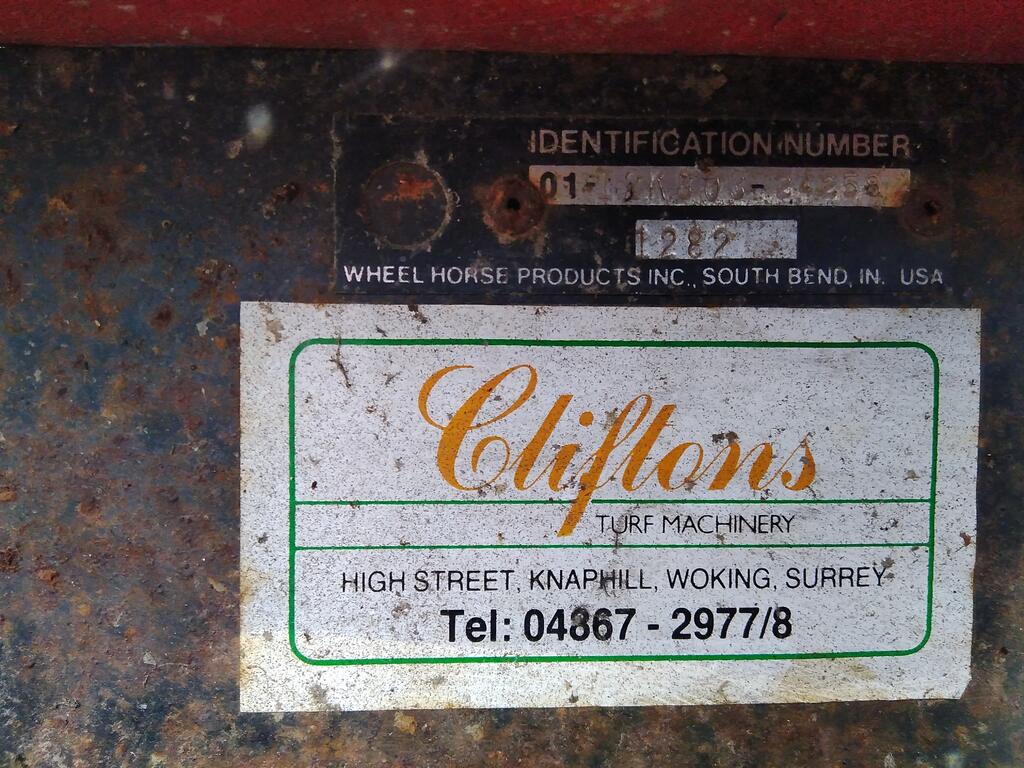 IDENTIFICATION NUMBER
1282
WHEEL HORSE PRODUCTS INC., SOUTH BEND, IN. USA
Cliftons
TURF MACHINERY
HIGH STREET, KNAPHILL, WOKING, SURREY
Tel: 04867 - 2977/8